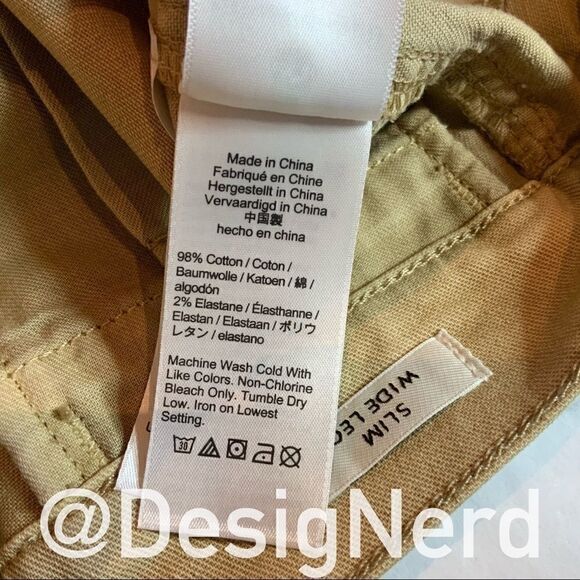 Made in China
Fabriqué en Chine
Hergestellt in China
Vervaardigd in China
中国製
hecho en china
98% Cotton / Coton /
Baumwolle / Katoen / 綿 /
algodón
2% Elastane / Élasthanne /
Elastan / Elastaan / ポリウ
レタン / elastano
Machine Wash Cold With
Like Colors. Non-Chlorine
Bleach Only. Tumble Dry
Low. Iron on Lowest
Setting.
30
SLIM
WIDE LEG
@DesigNerd